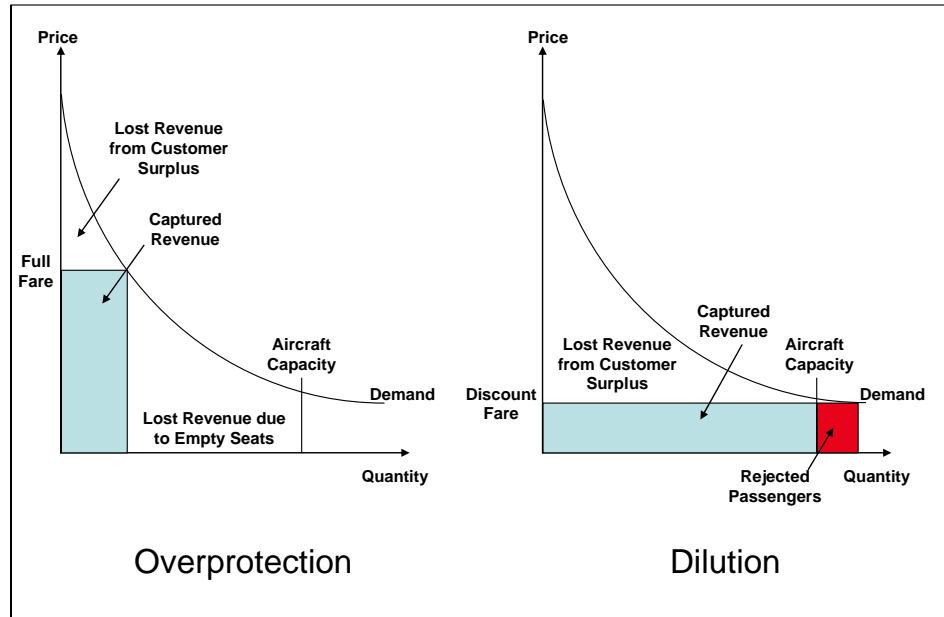 Price
Lost Revenue
from Customer
Surplus
Captured
Revenue
Full
Fare
Aircraft
Capacity
Demand
Lost Revenue due
to Empty Seats
Quantity
Overprotection
Price
Captured
Revenue
Lost Revenue
from Customer
Surplus
Aircraft
Capacity
Discount
Fare
Demand
Rejected
Passengers
Quantity
Dilution